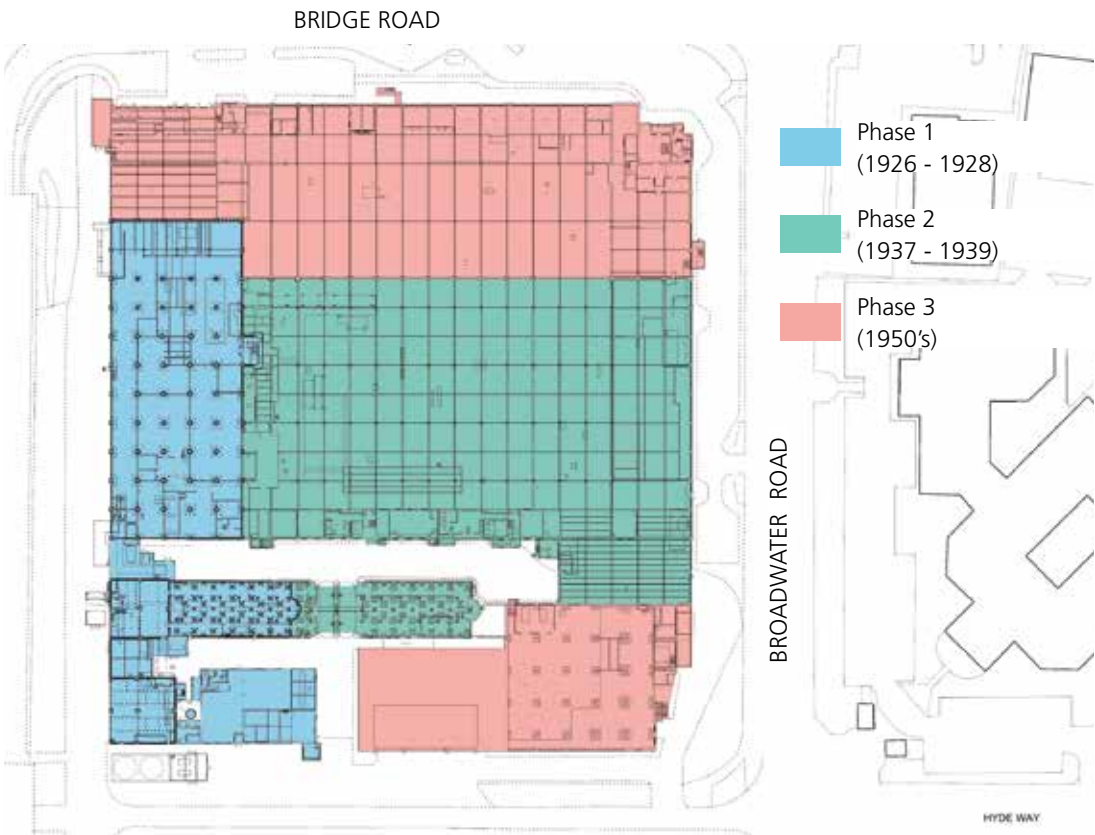 BRIDGE ROAD
Phase 1
(1926 - 1928)
Phase 2
(1937 - 1939)
Phase 3
(1950's)
BROADWATER ROAD
HYDE WAY